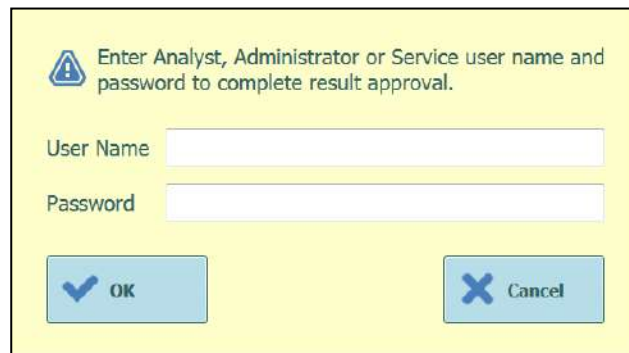 Enter Analyst, Administrator or Service user name and
password to complete result approval.
User Name
Password
OK
Cancel